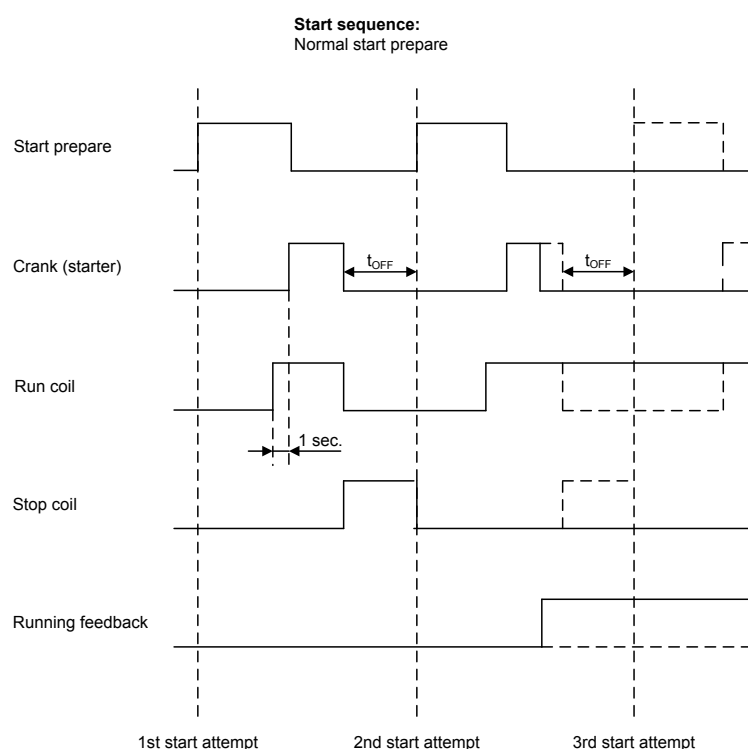 Start sequence:
Normal start prepare
Start prepare
Crank (starter)
tOFF
tOFF
Run coil
1 sec.
Stop coil
Running feedback
1st start attempt
2nd start attempt
3rd start attempt